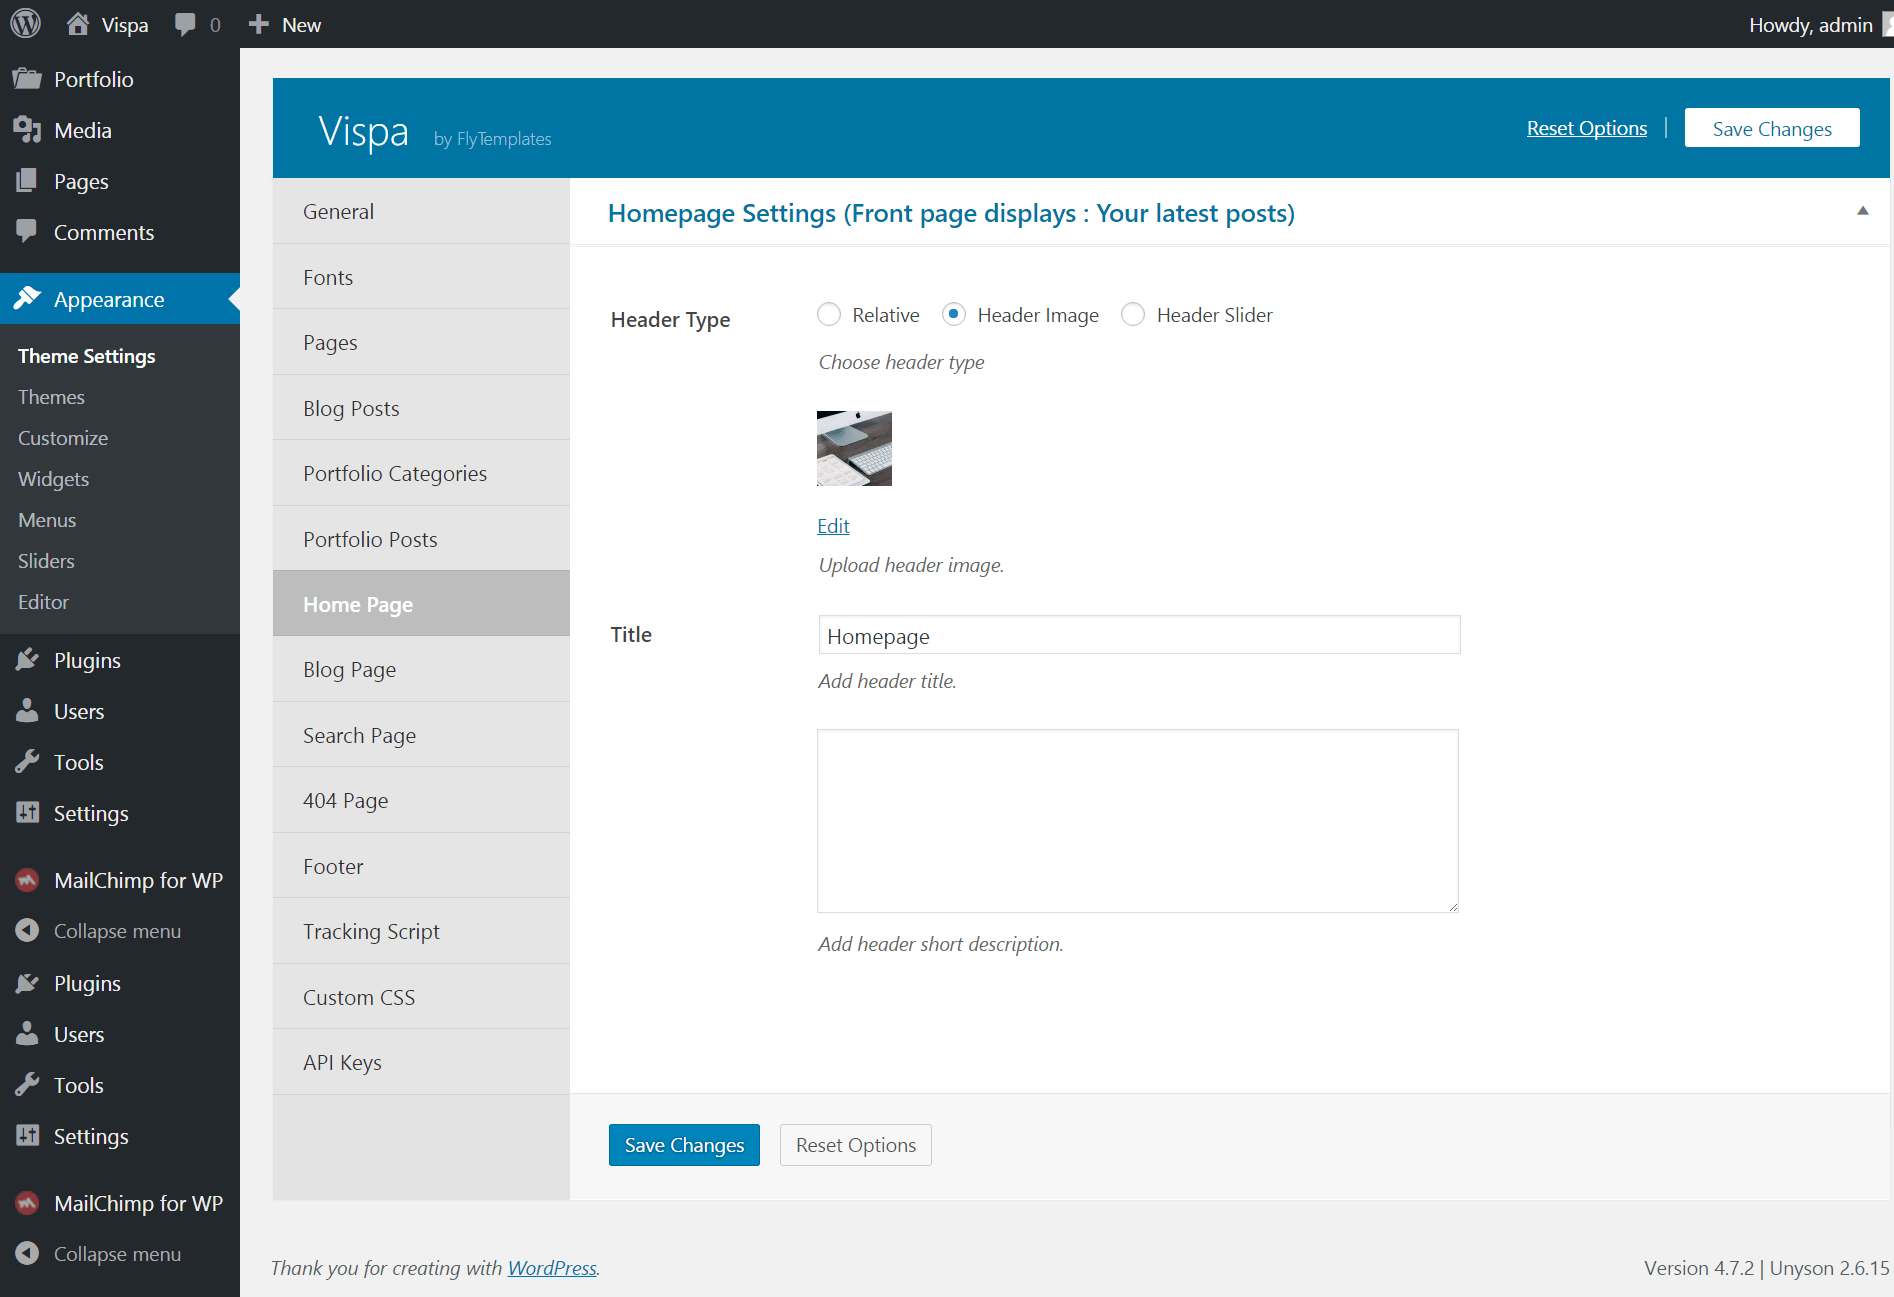 Vispa 0 New Howdy, admin
Portfolio
Media
Pages
Comments
Appearance
Theme Settings
Themes
Customize
Widgets
Menus
Sliders
Editor
Plugins
Users
Tools
Settings
MailChimp for WP
Collapse menu
Plugins
Users
Tools
Settings
MailChimp for WP
Collapse menu
Vispa by FlyTemplates
Reset Options Save Changes
General
Fonts
Pages
Blog Posts
Portfolio Categories
Portfolio Posts
Home Page
Blog Page
Search Page
404 Page
Footer
Tracking Script
Custom CSS
API Keys
Homepage Settings (Front page displays : Your latest posts)
Header Type Relative Header Image Header Slider
Choose header type
Edit
Upload header image.
Title Homepage
Add header title.
Add header short description.
Save Changes Reset Options
Thank you for creating with WordPress.
Version 4.7.2 | Unyson 2.6.15